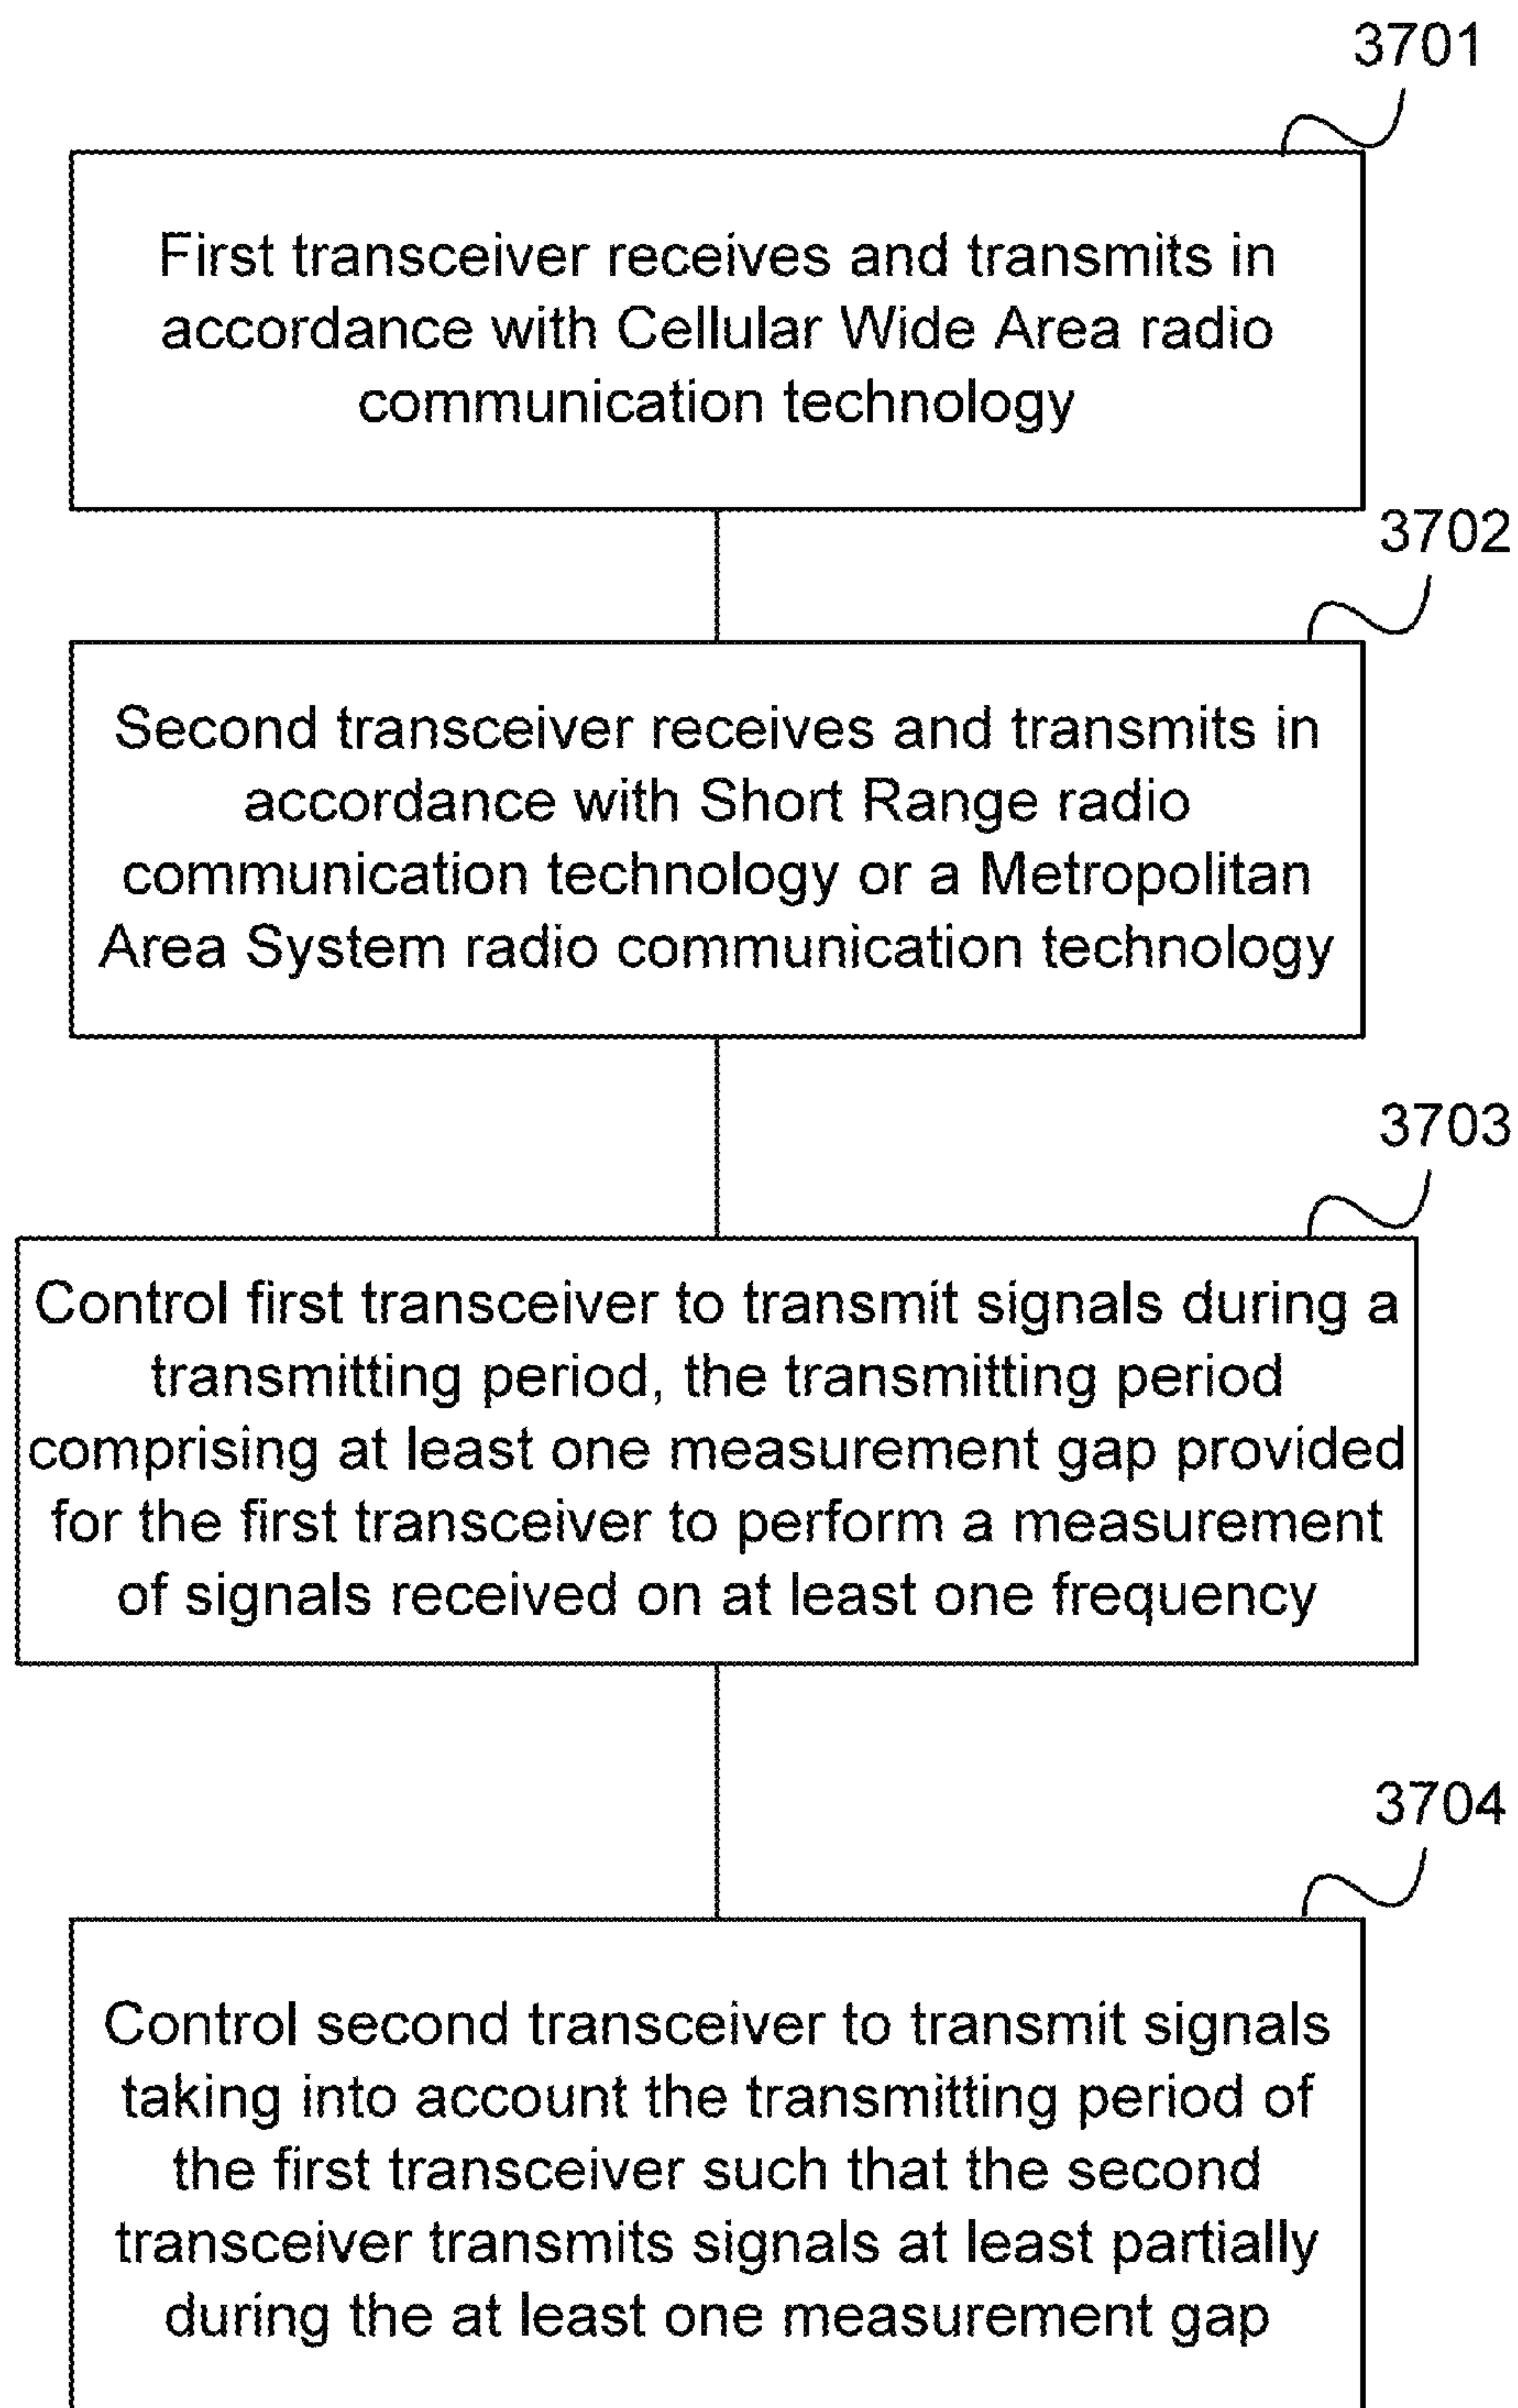 3701
First transceiver receives and transmits in
accordance with Cellular Wide Area radio
communication technology
3702
Second transceiver receives and transmits in
accordance with Short Range radio
communication technology or a Metropolitan
Area System radio communication technology
3703
Control first transceiver to transmit signals during a
transmitting period, the transmitting period
comprising at least one measurement gap provided
for the first transceiver to perform a measurement
of signals received on at least one frequency
3704
Control second transceiver to transmit signals
taking into account the transmitting period of
the first transceiver such that the second
transceiver transmits signals at least partially
during the at least one measurement gap